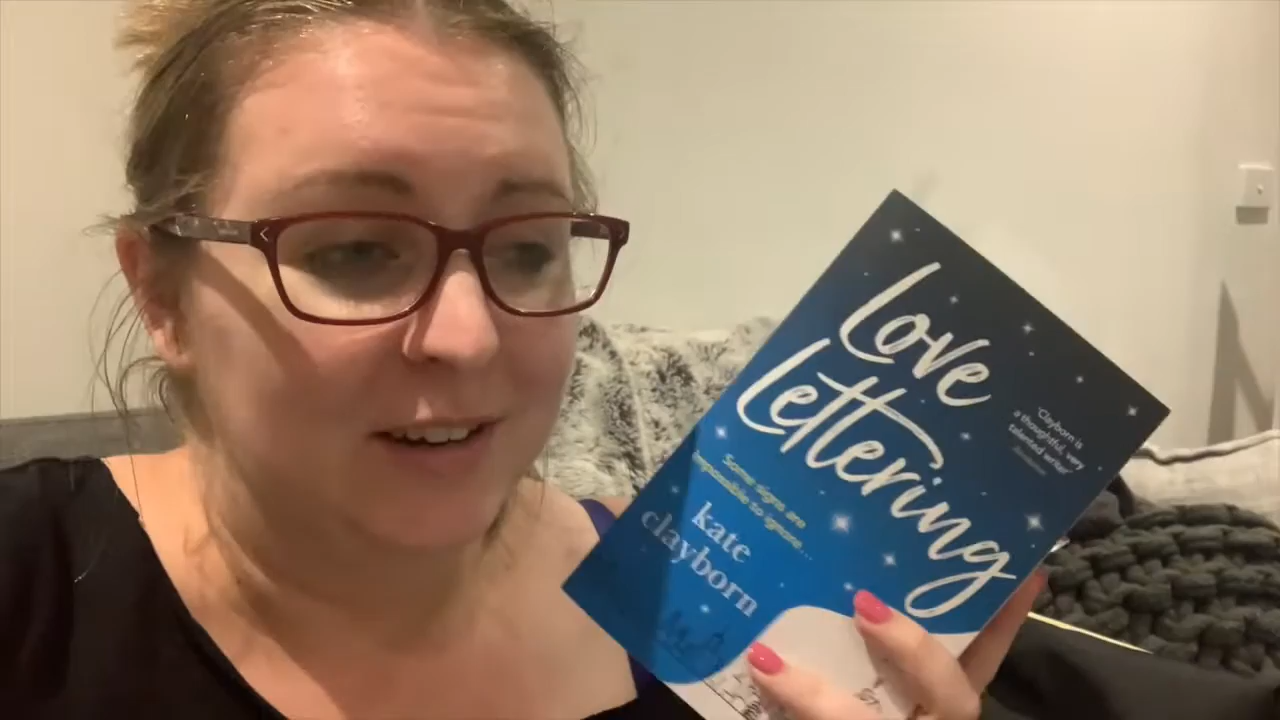 Love
Lettering
'Clayborn is
a thoughtful, very
talented writer'
Some signs are
impossible to ignore...
kate
clayborn